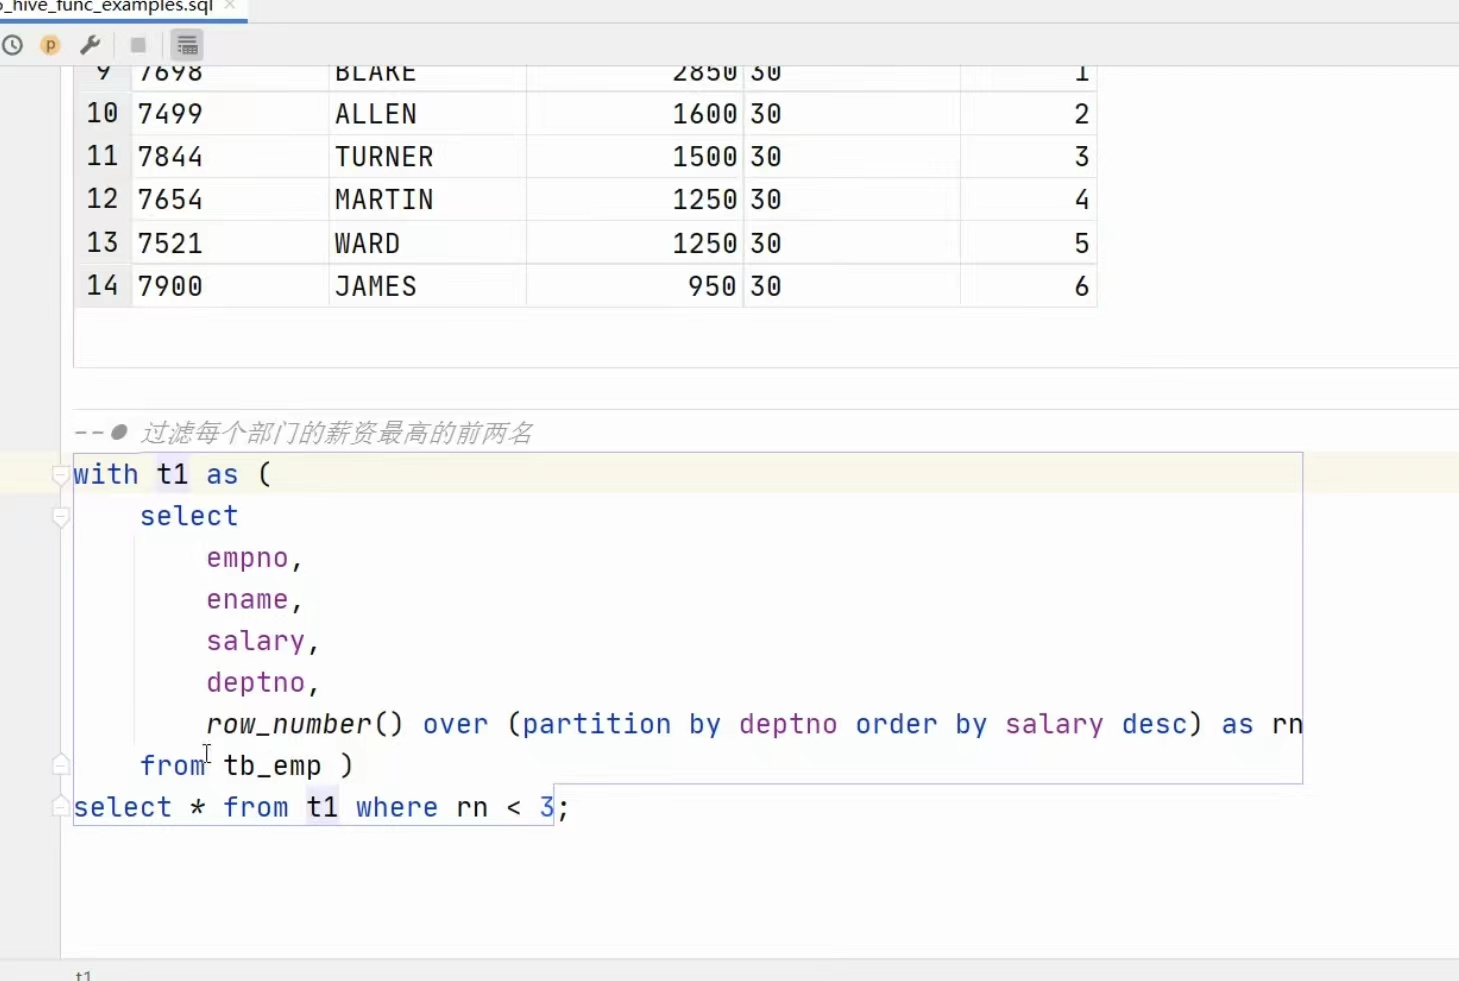 _hive_func_examples.sql
9 7698 BLAKE 2850 30 1
10 7499 ALLEN 1600 30 2
11 7844 TURNER 1500 30 3
12 7654 MARTIN 1250 30 4
13 7521 WARD 1250 30 5
14 7900 JAMES 950 30 6
--● 过滤每个部门的薪资最高的前两名
with t1 as (
select
empno,
ename,
salary,
deptno,
row_number() over (partition by deptno order by salary desc) as rn
from tb_emp )
select * from t1 where rn < 3;
t1